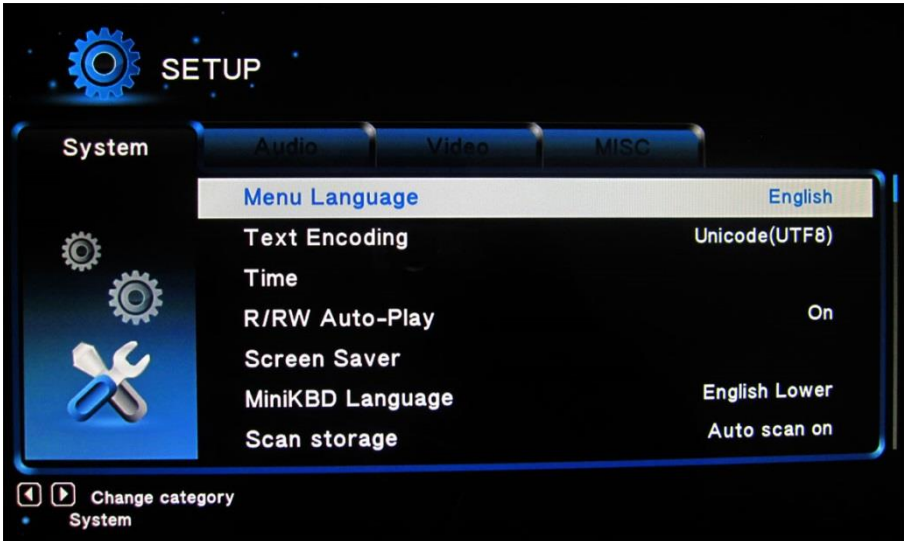 SETUP
System Audio Video MISC
Menu Language English
Text Encoding Unicode(UTF8)
Time
R/RW Auto-Play On
Screen Saver
MiniKBD Language English Lower
Scan storage Auto scan on
Change category
System